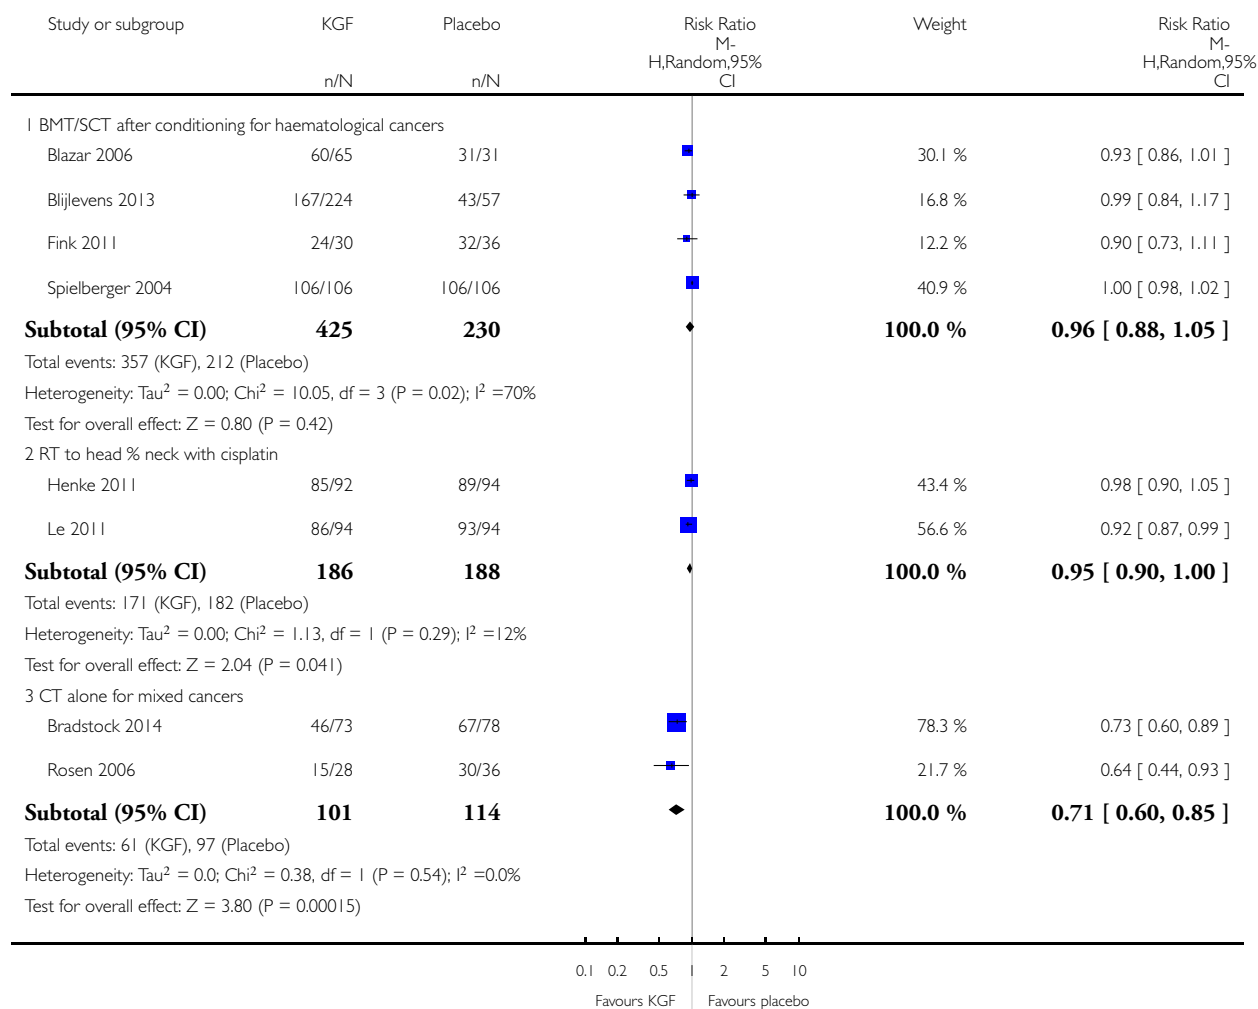 Study or subgroup KGF Placebo Risk Ratio Weight Risk Ratio
M- M-
H,Random,95% H,Random,95%
n/N n/N CI CI
1 BMT/SCT after conditioning for haematological cancers
Blazar 2006 60/65 31/31 30.1 % 0.93 [ 0.86, 1.01 ]
Blijlevens 2013 167/224 43/57 16.8 % 0.99 [ 0.84, 1.17 ]
Fink 2011 24/30 32/36 12.2 % 0.90 [ 0.73, 1.11 ]
Spielberger 2004 106/106 106/106 40.9 % 1.00 [ 0.98, 1.02 ]
Subtotal (95% CI) 425 230 100.0 % 0.96 [ 0.88, 1.05 ]
Total events: 357 (KGF), 212 (Placebo)
Heterogeneity: Tau² = 0.00; Chi² = 10.05, df = 3 (P = 0.02); I² =70%
Test for overall effect: Z = 0.80 (P = 0.42)
2 RT to head % neck with cisplatin
Henke 2011 85/92 89/94 43.4 % 0.98 [ 0.90, 1.05 ]
Le 2011 86/94 93/94 56.6 % 0.92 [ 0.87, 0.99 ]
Subtotal (95% CI) 186 188 100.0 % 0.95 [ 0.90, 1.00 ]
Total events: 171 (KGF), 182 (Placebo)
Heterogeneity: Tau² = 0.00; Chi² = 1.13, df = 1 (P = 0.29); I² =12%
Test for overall effect: Z = 2.04 (P = 0.041)
3 CT alone for mixed cancers
Bradstock 2014 46/73 67/78 78.3 % 0.73 [ 0.60, 0.89 ]
Rosen 2006 15/28 30/36 21.7 % 0.64 [ 0.44, 0.93 ]
Subtotal (95% CI) 101 114 100.0 % 0.71 [ 0.60, 0.85 ]
Total events: 61 (KGF), 97 (Placebo)
Heterogeneity: Tau² = 0.0; Chi² = 0.38, df = 1 (P = 0.54); I² =0.0%
Test for overall effect: Z = 3.80 (P = 0.00015)
0.1 0.2 0.5 1 2 5 10
Favours KGF Favours placebo